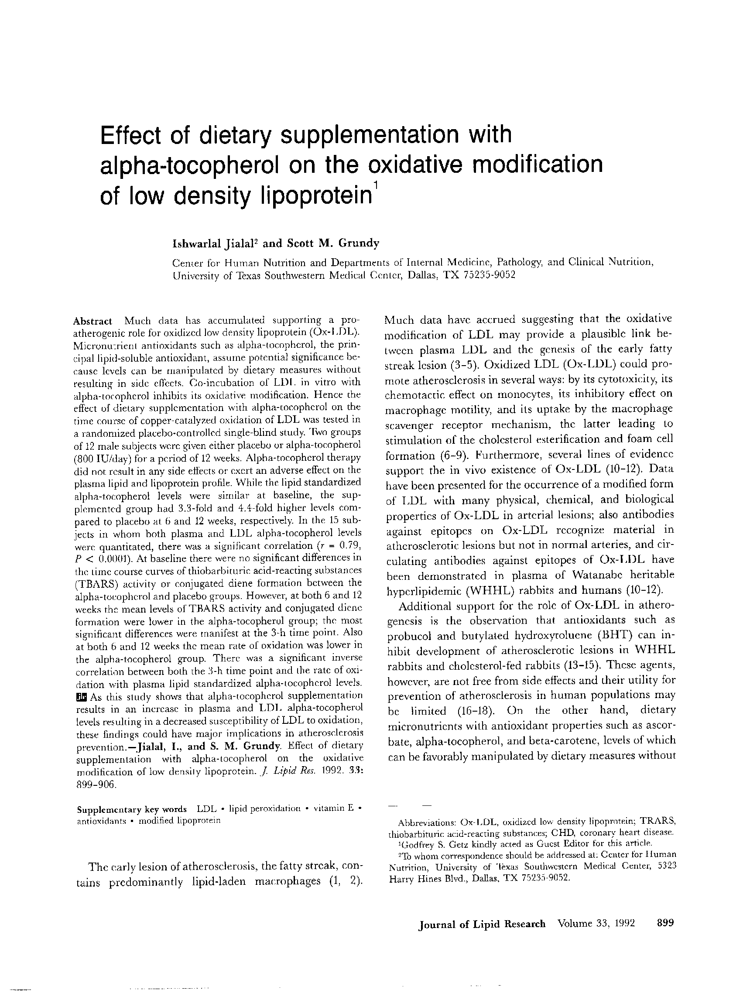 Effect of dietary supplementation with
alpha-tocopherol on the oxidative modification
of low density lipoprotein1
Ishwarlal Jialal2 and Scott M. Grundy
Center for Human Nutrition and Departments of Internal Medicine, Pathology, and Clinical Nutrition,
University of Texas Southwestern Medical Center, Dallas, TX 75235-9052
Abstract Much data has accumulated supporting a pro-
atherogenic role for oxidized low density lipoprotein (Ox-LDL).
Micronutrient antioxidants such as alpha-tocopherol, the prin-
cipal lipid-soluble antioxidant, assume potential significance be-
cause levels can be manipulated by dietary measures without
resulting in side effects. Co-incubation of LDL in vitro with
alpha-tocopherol inhibits its oxidative modification. Hence the
effect of dietary supplementation with alpha-tocopherol on the
time course of copper-catalyzed oxidation of LDL was tested in
a randomized placebo-controlled single-blind study. Two groups
of 12 male subjects were given either placebo or alpha-tocopherol
(800 IU/day) for a period of 12 weeks. Alpha-tocopherol therapy
did not result in any side effects or exert an adverse effect on the
plasma lipid and lipoprotein profile. While the lipid standardized
alpha-tocopherol levels were similar at baseline, the sup-
plemented group had 3.3-fold and 4.4-fold higher levels com-
pared to placebo at 6 and 12 weeks, respectively. In the 15 sub-
jects in whom both plasma and LDL alpha-tocopherol levels
were quantitated, there was a significant correlation (r = 0.79,
P < 0.0001). At baseline there were no significant differences in
the time course curves of thiobarbituric acid-reacting substances
(TBARS) activity or conjugated diene formation between the
alpha-tocopherol and placebo groups. However, at both 6 and 12
weeks the mean levels of TBARS activity and conjugated diene
formation were lower in the alpha-tocopherol group; the most
significant differences were manifest at the 3-h time point. Also
at both 6 and 12 weeks the mean rate of oxidation was lower in
the alpha-tocopherol group. There was a significant inverse
correlation between both the 3-h time point and the rate of oxi-
dation with plasma lipid standardized alpha-tocopherol levels.
As this study shows that alpha-tocopherol supplementation
results in an increase in plasma and LDL alpha-tocopherol
levels resulting in a decreased susceptibility of LDL to oxidation,
these findings could have major implications in atherosclerosis
prevention.—Jialal, I., and S. M. Grundy. Effect of dietary
supplementation with alpha-tocopherol on the oxidative
modification of low density lipoprotein. J. Lipid Res. 1992. 33:
899-906.
Supplementary key words LDL • lipid peroxidation • vitamin E •
antioxidants • modified lipoprotein
The early lesion of atherosclerosis, the fatty streak, con-
tains predominantly lipid-laden macrophages (1, 2).
Much data have accrued suggesting that the oxidative
modification of LDL may provide a plausible link be-
tween plasma LDL and the genesis of the early fatty
streak lesion (3-5). Oxidized LDL (Ox-LDL) could pro-
mote atherosclerosis in several ways: by its cytotoxicity, its
chemotactic effect on monocytes, its inhibitory effect on
macrophage motility, and its uptake by the macrophage
scavenger receptor mechanism, the latter leading to
stimulation of the cholesterol esterification and foam cell
formation (6-9). Furthermore, several lines of evidence
support the in vivo existence of Ox-LDL (10-12). Data
have been presented for the occurrence of a modified form
of LDL with many physical, chemical, and biological
properties of Ox-LDL in arterial lesions; also antibodies
against epitopes on Ox-LDL recognize material in
atherosclerotic lesions but not in normal arteries, and cir-
culating antibodies against epitopes of Ox-LDL have
been demonstrated in plasma of Watanabe heritable
hyperlipidemic (WHHL) rabbits and humans (10-12).
Additional support for the role of Ox-LDL in athero-
genesis is the observation that antioxidants such as
probucol and butylated hydroxytoluene (BHT) can in-
hibit development of atherosclerotic lesions in WHHL
rabbits and cholesterol-fed rabbits (13-15). These agents,
however, are not free from side effects and their utility for
prevention of atherosclerosis in human populations may
be limited (16-18). On the other hand, dietary
micronutrients with antioxidant properties such as ascor-
bate, alpha-tocopherol, and beta-carotene, levels of which
can be favorably manipulated by dietary measures without
Abbreviations: Ox-LDL, oxidized low density lipoprotein; TBARS,
thiobarbituric acid-reacting substances; CHD, coronary heart disease.
1Godfrey S. Getz kindly acted as Guest Editor for this article.
2To whom correspondence should be addressed at: Center for Human
Nutrition, University of Texas Southwestern Medical Center, 5323
Harry Hines Blvd., Dallas, TX 75235-9052.
Journal of Lipid Research Volume 33, 1992 899